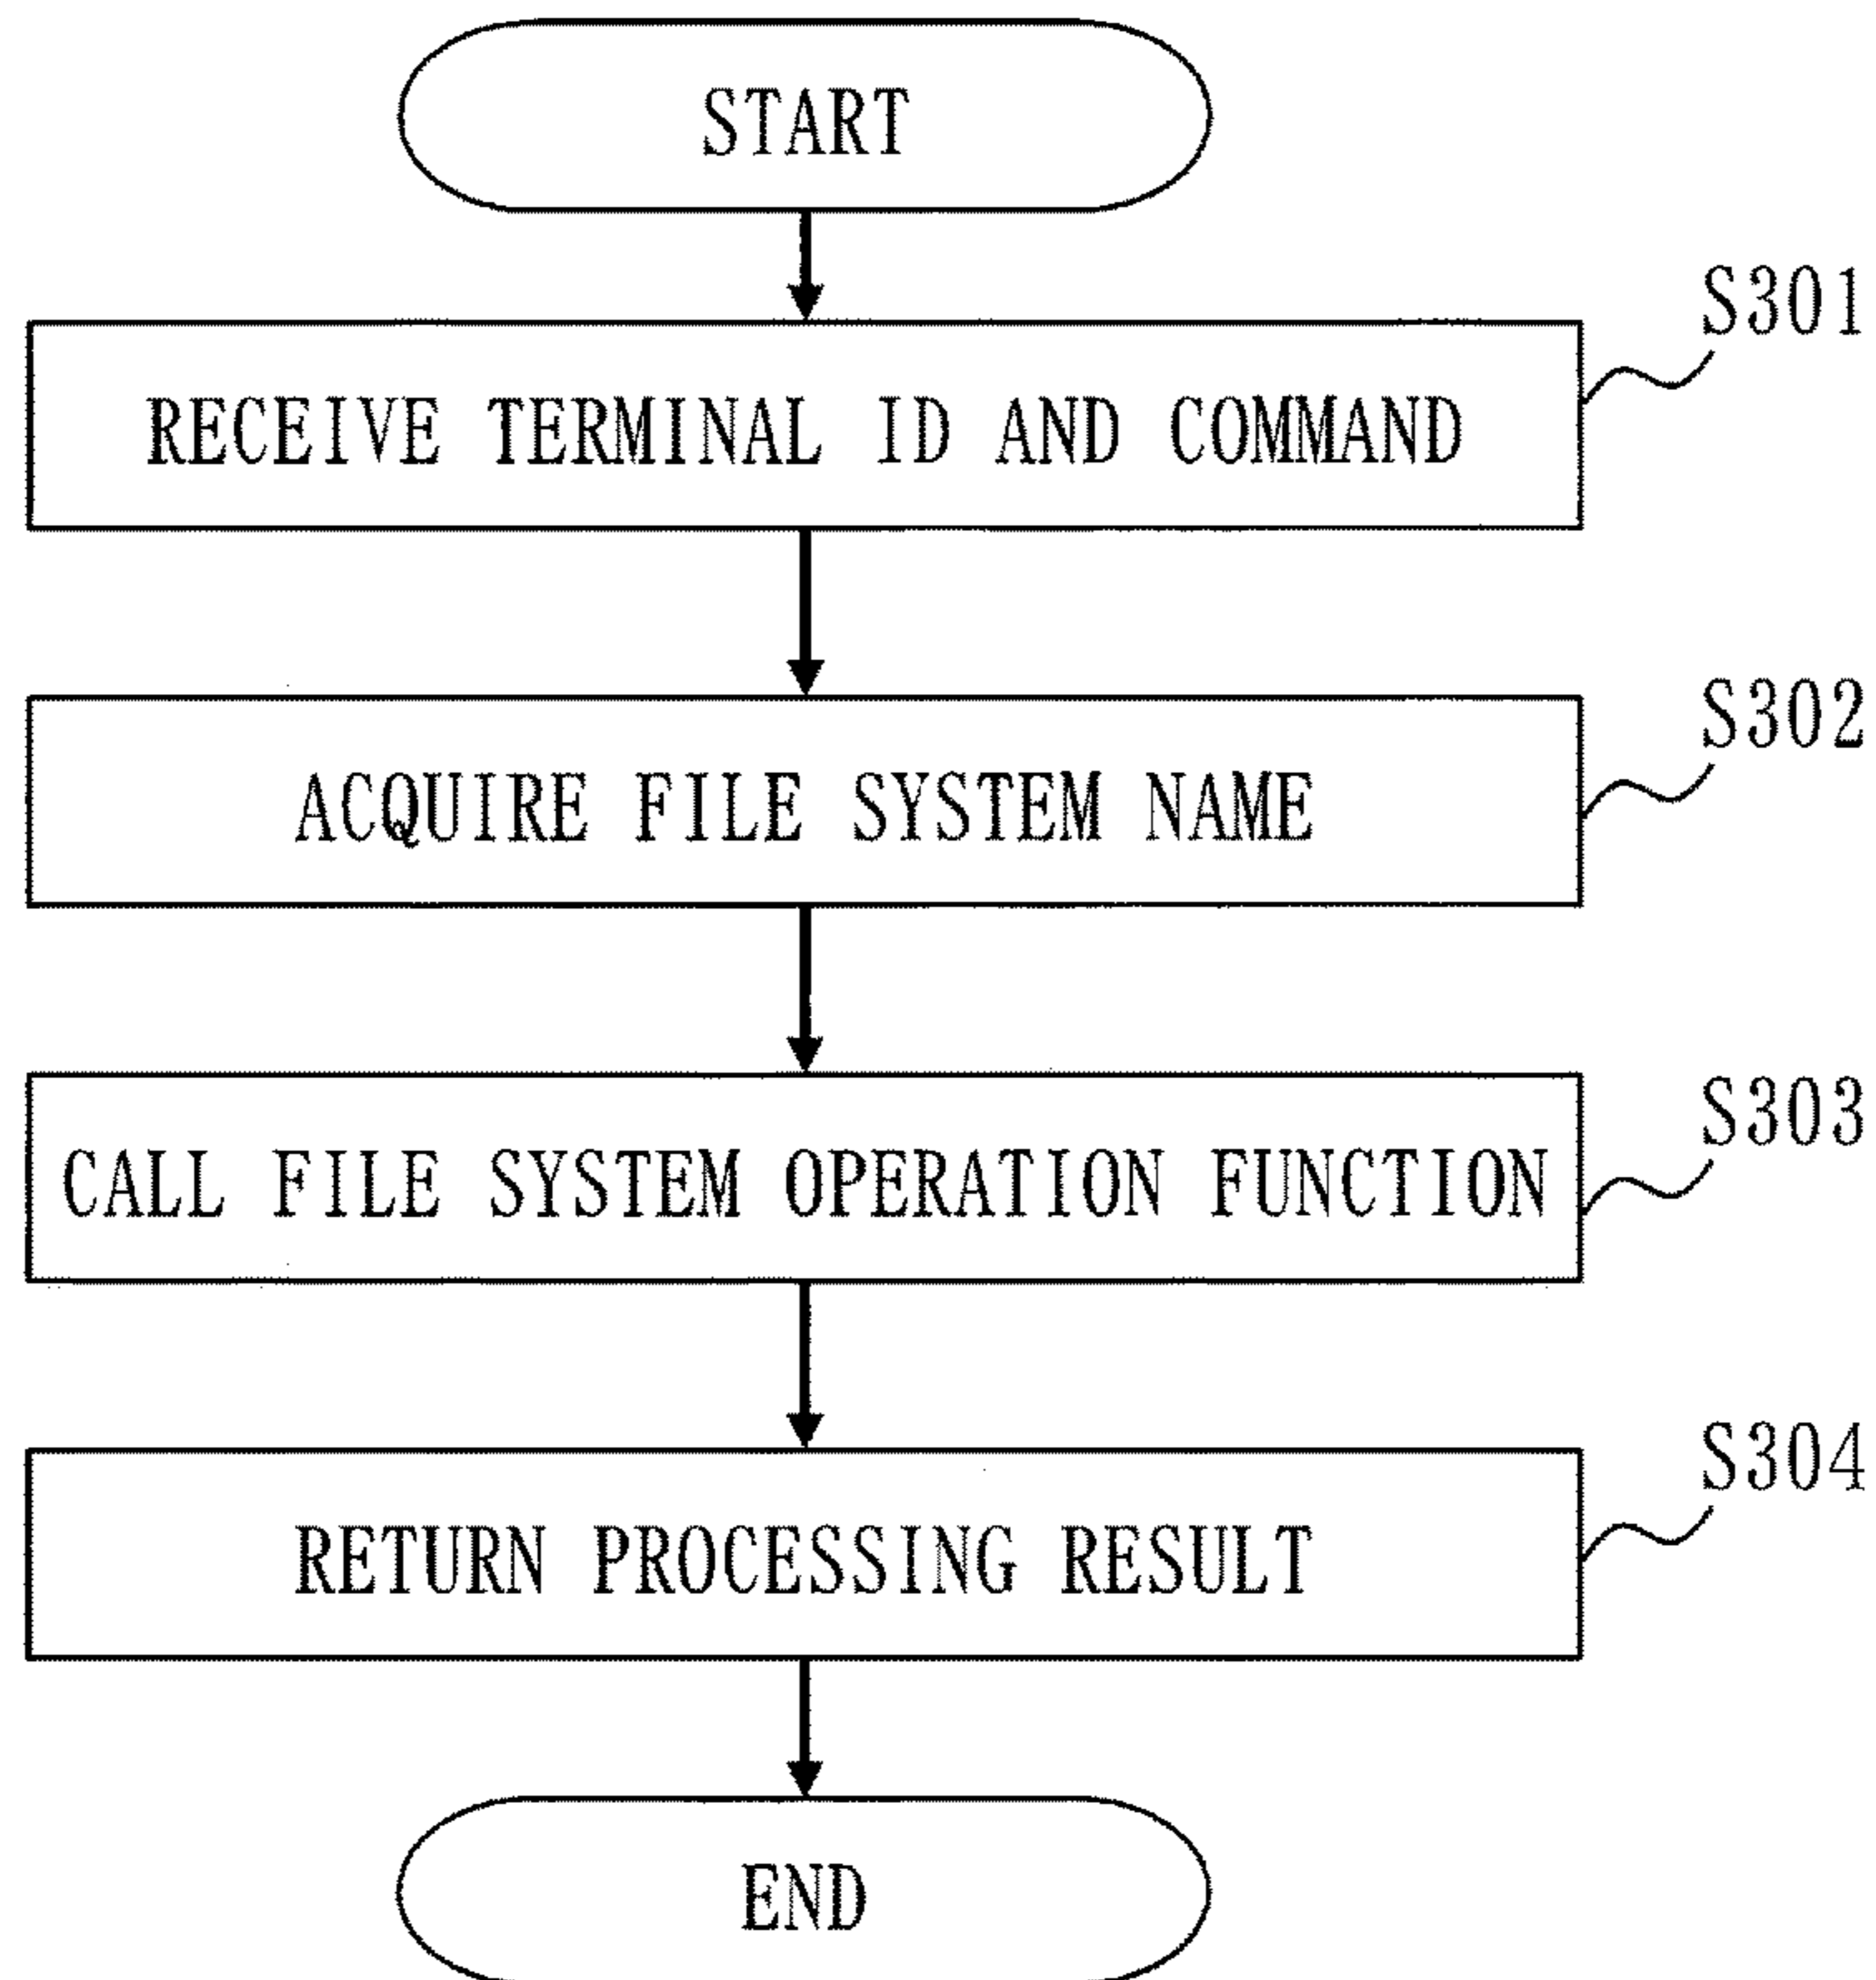 START
S301
RECEIVE TERMINAL ID AND COMMAND
S302
ACQUIRE FILE SYSTEM NAME
S303
CALL FILE SYSTEM OPERATION FUNCTION
S304
RETURN PROCESSING RESULT
END